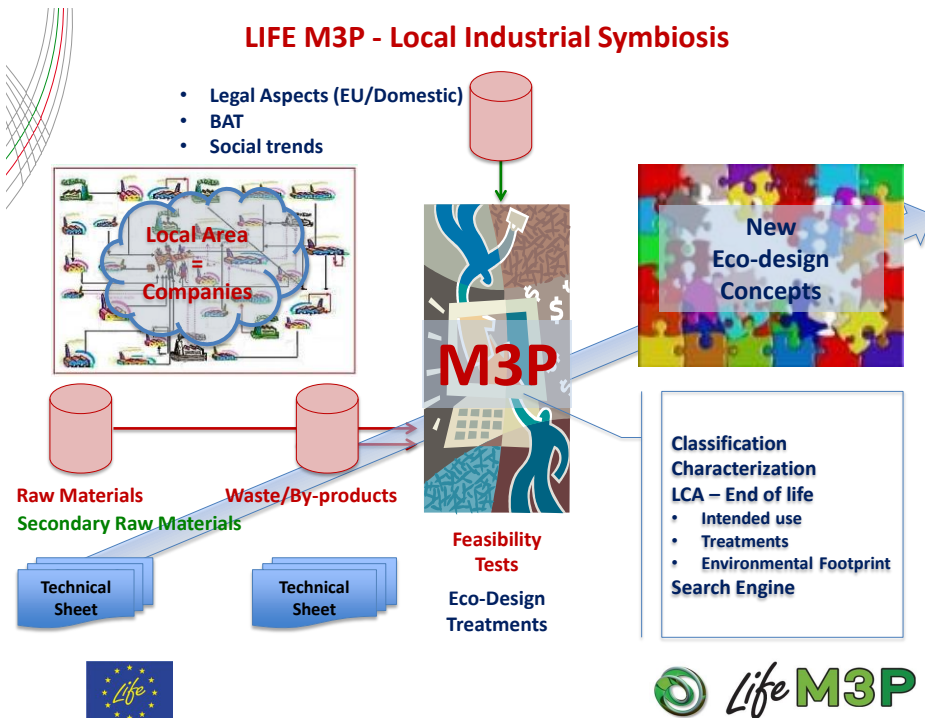 LIFE M3P - Local Industrial Symbiosis
• Legal Aspects (EU/Domestic)
• BAT
• Social trends
Local Area
=
Companies
M3P
New
Eco-design
Concepts
Raw Materials
Waste/By-products
Secondary Raw Materials
Technical
Sheet
Technical
Sheet
Feasibility
Tests
Eco-Design
Treatments
Classification
Characterization
LCA – End of life
• Intended use
• Treatments
• Environmental Footprint
Search Engine
Life
Life M3P